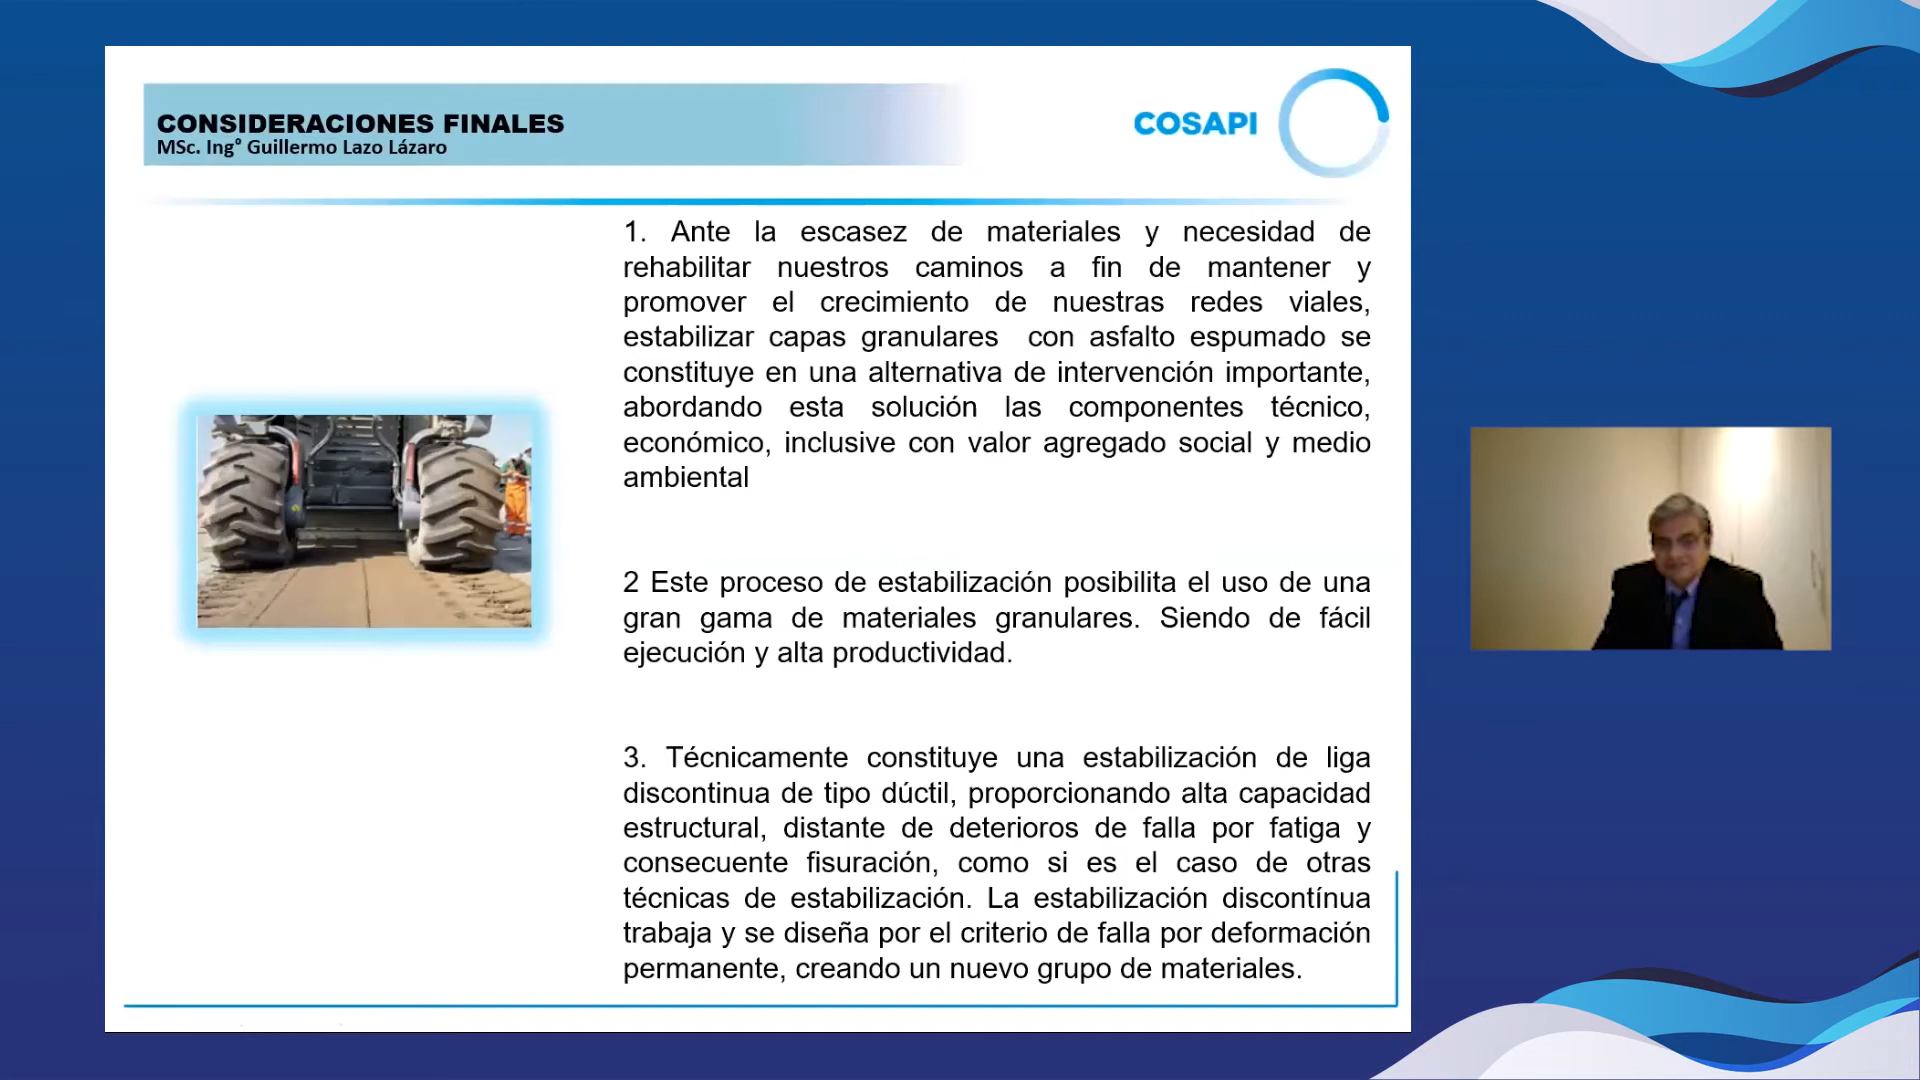 CONSIDERACIONES FINALES
MSc. Ing° Guillermo Lazo Lázaro
COSAPI
1. Ante la escasez de materiales y necesidad de
rehabilitar nuestros caminos a fin de mantener y
promover el crecimiento de nuestras redes viales,
estabilizar capas granulares con asfalto espumado se
constituye en una alternativa de intervención importante,
abordando esta solución las componentes técnico,
económico, inclusive con valor agregado social y medio
ambiental
2 Este proceso de estabilización posibilita el uso de una
gran gama de materiales granulares. Siendo de fácil
ejecución y alta productividad.
3. Técnicamente constituye una estabilización de liga
discontinua de tipo dúctil, proporcionando alta capacidad
estructural, distante de deterioros de falla por fatiga y
consecuente fisuración, como si es el caso de otras
técnicas de estabilización. La estabilización discontínua
trabaja y se diseña por el criterio de falla por deformación
permanente, creando un nuevo grupo de materiales.